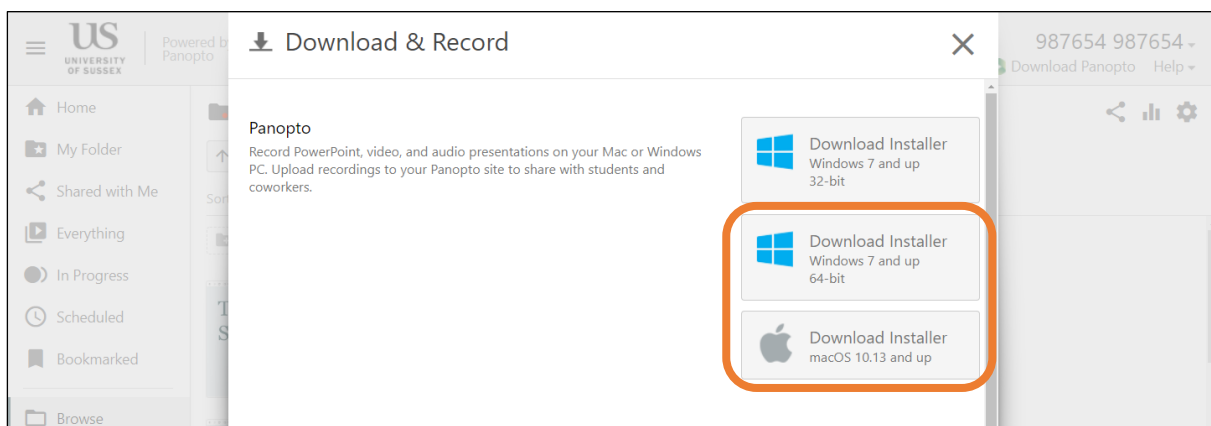 US
UNIVERSITY
OF SUSSEX
Powered b
Panopto
Download & Record
987654 987654
Download Panopto Help
Home
My Folder
Shared with Me
Everything
In Progress
Scheduled
Bookmarked
Browse
Sort
T
S
Panopto
Record PowerPoint, video, and audio presentations on your Mac or Windows
PC. Upload recordings to your Panopto site to share with students and
coworkers.
Download Installer
Windows 7 and up
32-bit
Download Installer
Windows 7 and up
64-bit
Download Installer
macOS 10.13 and up